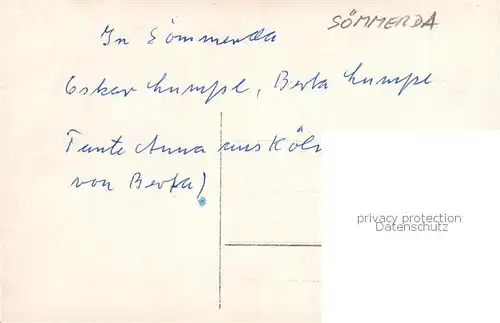 SÖMMERDA
In Sömmerda
Oskar Lumpe, Berta Lumpe
Tante Anna aus Köln
von Berta)
privacy protection
Datenschutz